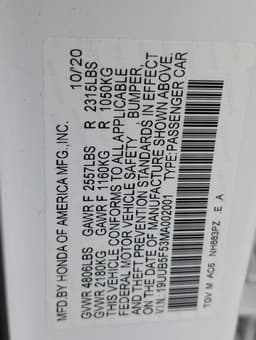 MFD.BY HONDA OF AMERICA MFG.,INC. 10/20
GVWR 4806LBS GAWR F 2557LBS R 2315LBS
GVWR 2180KG GAWR F 1160KG R 1050KG
THIS VEHICLE CONFORMS TO ALL APPLICABLE
FEDERAL MOTOR VEHICLE SAFETY, BUMPER,
AND THEFT PREVENTION STANDARDS IN EFFECT
ON THE DATE OF MANUFACTURE SHOWN ABOVE.
V.I.N.:19UUB5F53MA002001 TYPE:PASSENGER CAR
TGV M AC6 NH883PZ E A